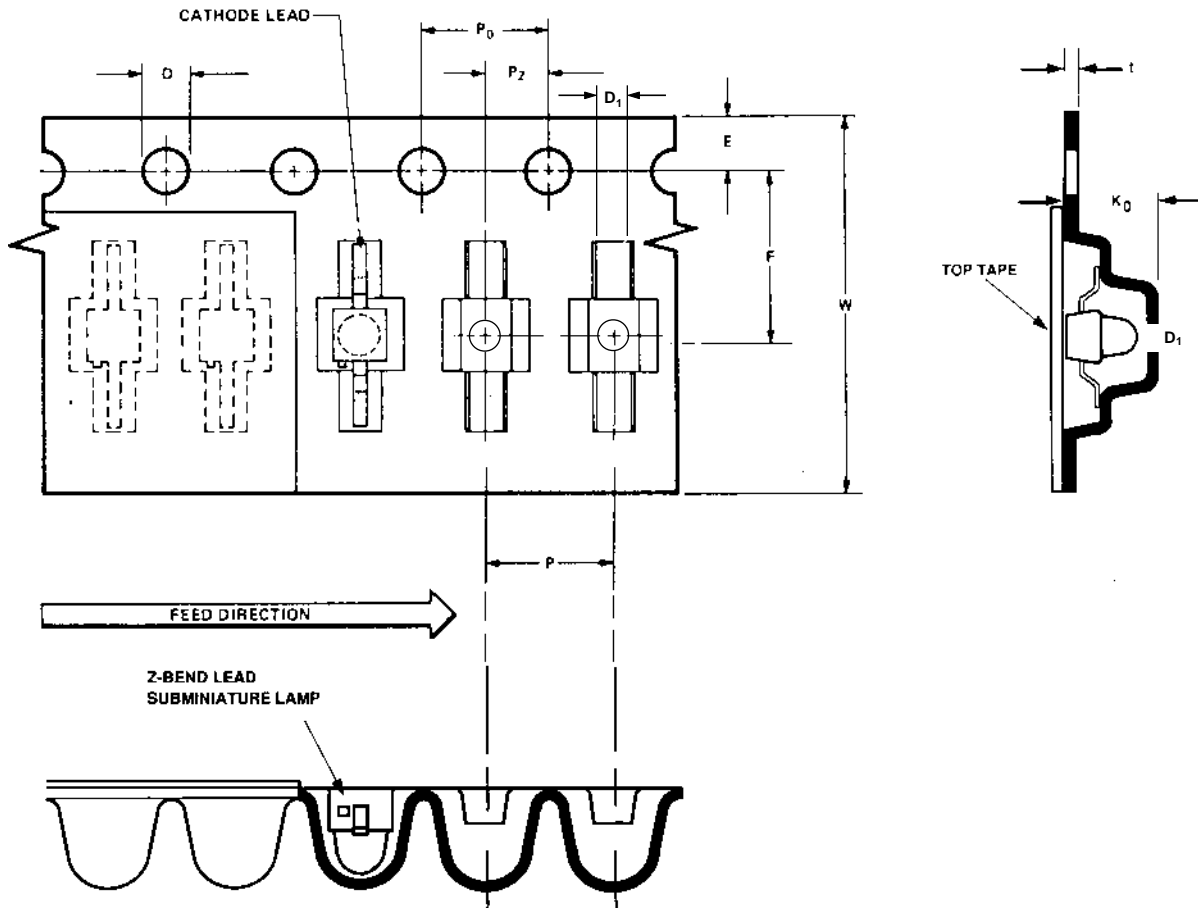 CATHODE LEAD
P0
D
P2
D1
t
E
K0
F
TOP TAPE
W
D1
P
FEED DIRECTION
Z-BEND LEAD
SUBMINIATURE LAMP